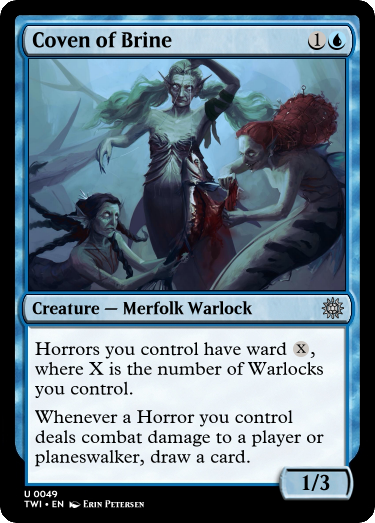 Coven of Brine 1
Creature — Merfolk Warlock
Horrors you control have ward X,
where X is the number of Warlocks
you control.
Whenever a Horror you control
deals combat damage to a player or
planeswalker, draw a card.
1/3
U 0049
TWI • EN Erin Petersen